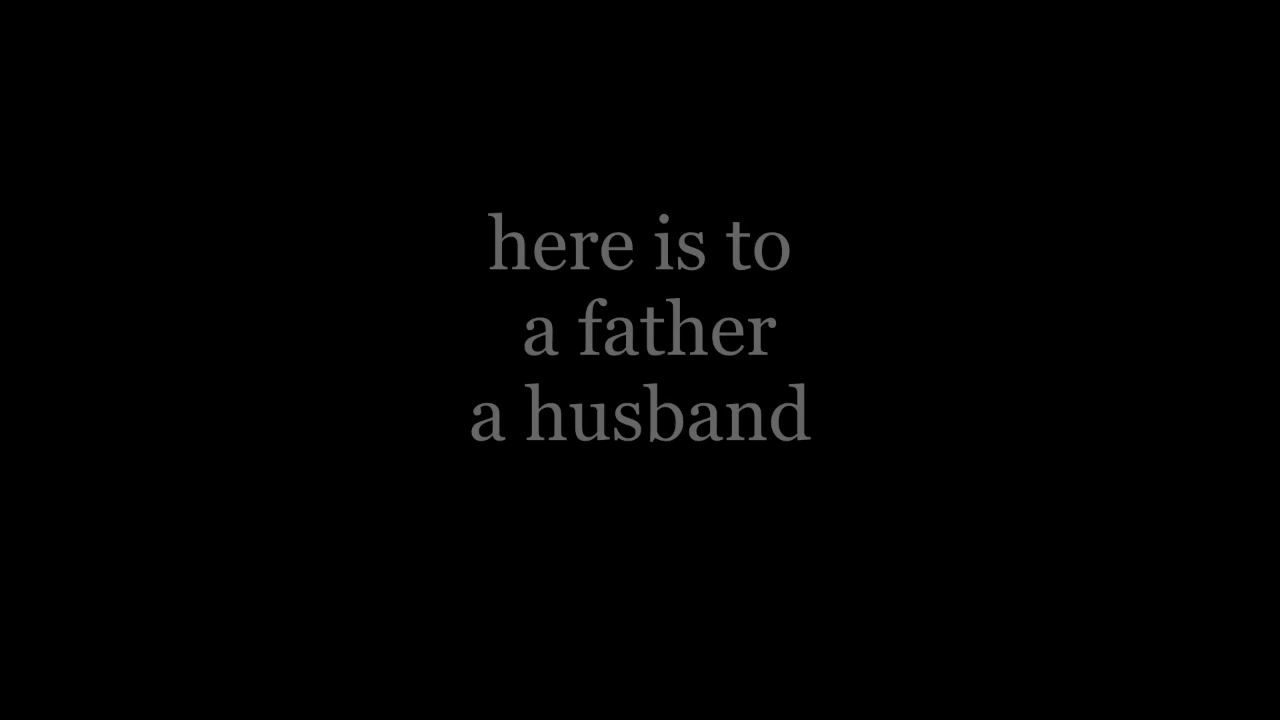 here is to
a father
a husband